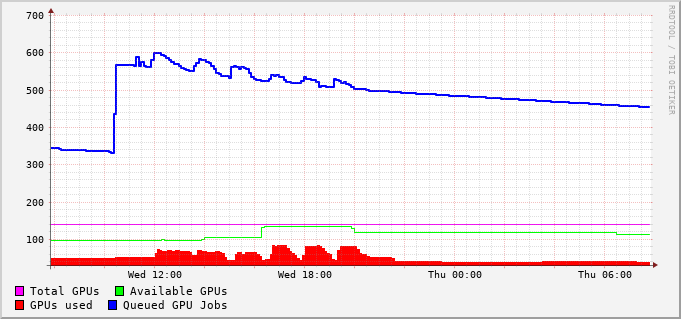 700
600
500
400
300
200
100
Wed 12:00 Wed 18:00 Thu 00:00 Thu 06:00
Total GPUs Available GPUs
GPUs used Queued GPU Jobs
RRDTOOL / TOBI OETIKER